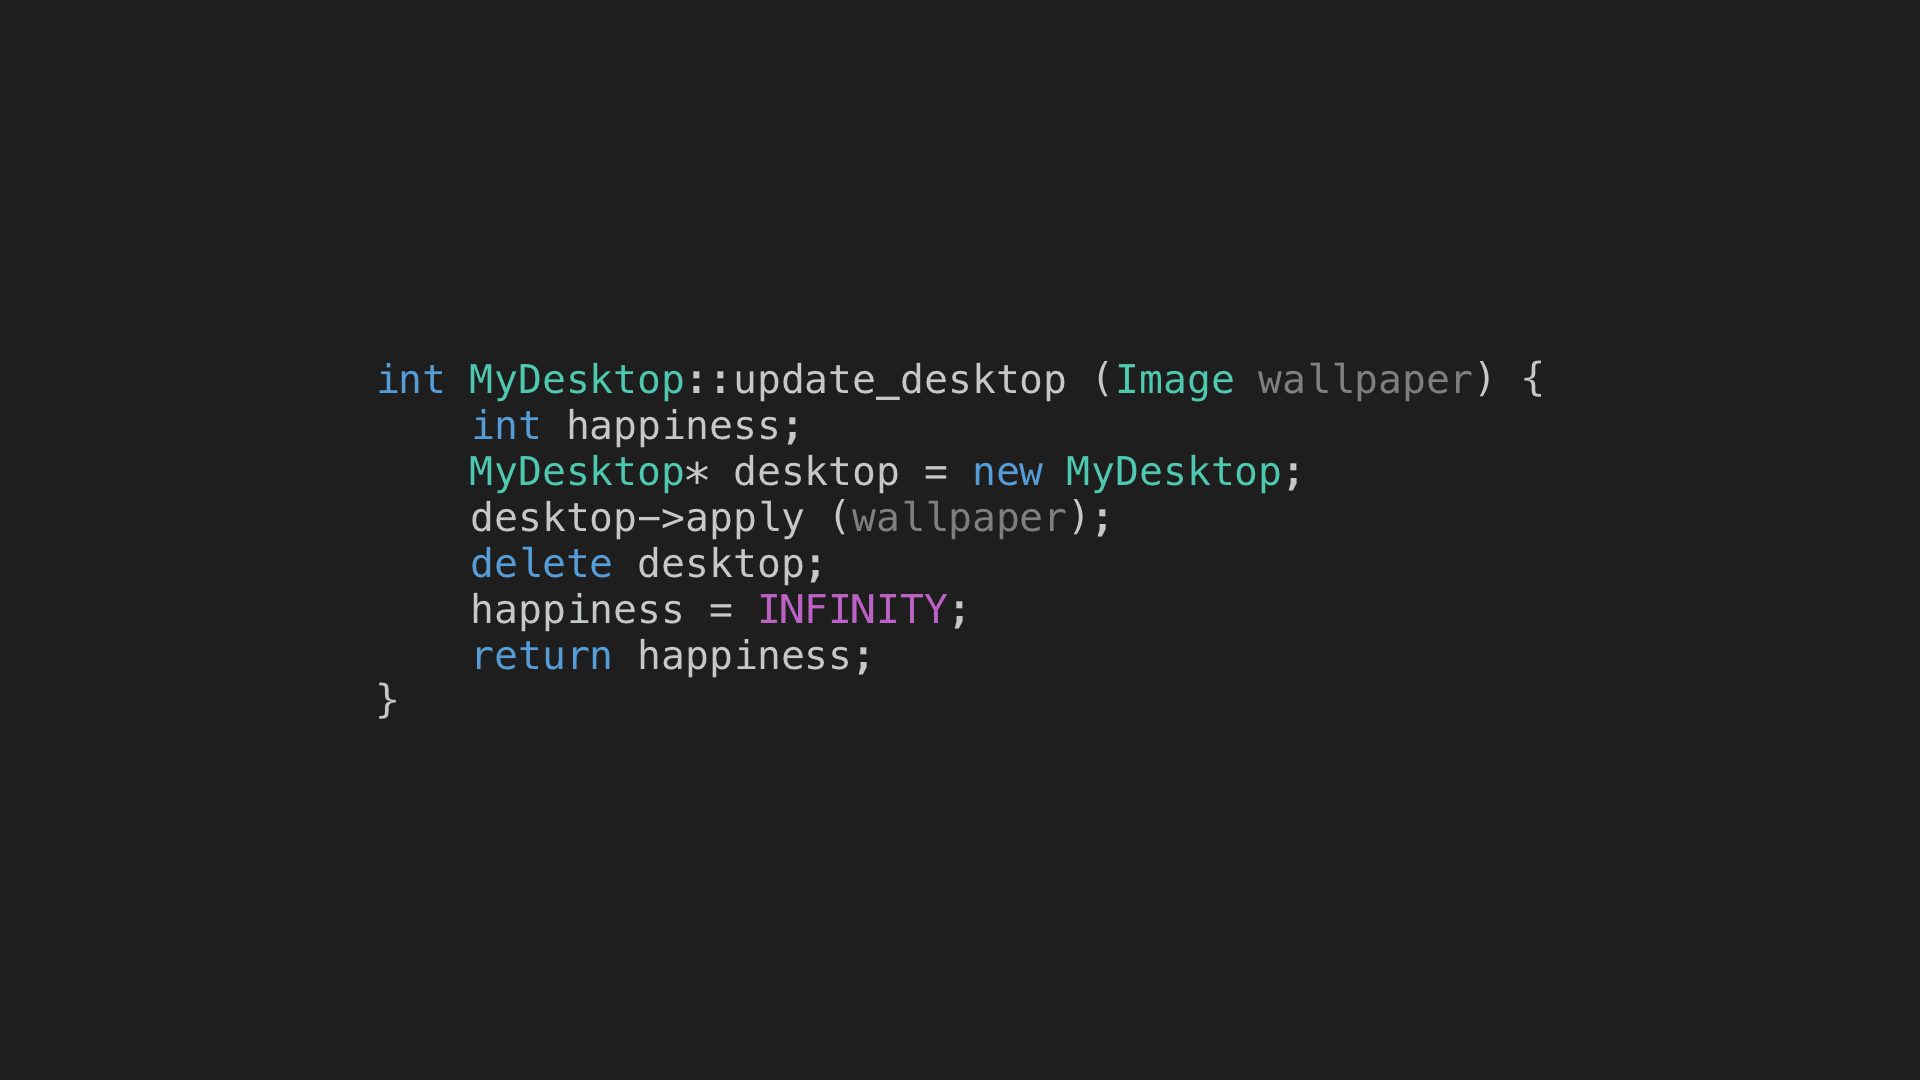 int MyDesktop::update_desktop (Image wallpaper) {
    int happiness;
    MyDesktop* desktop = new MyDesktop;
    desktop->apply (wallpaper);
    delete desktop;
    happiness = INFINITY;
    return happiness;
}